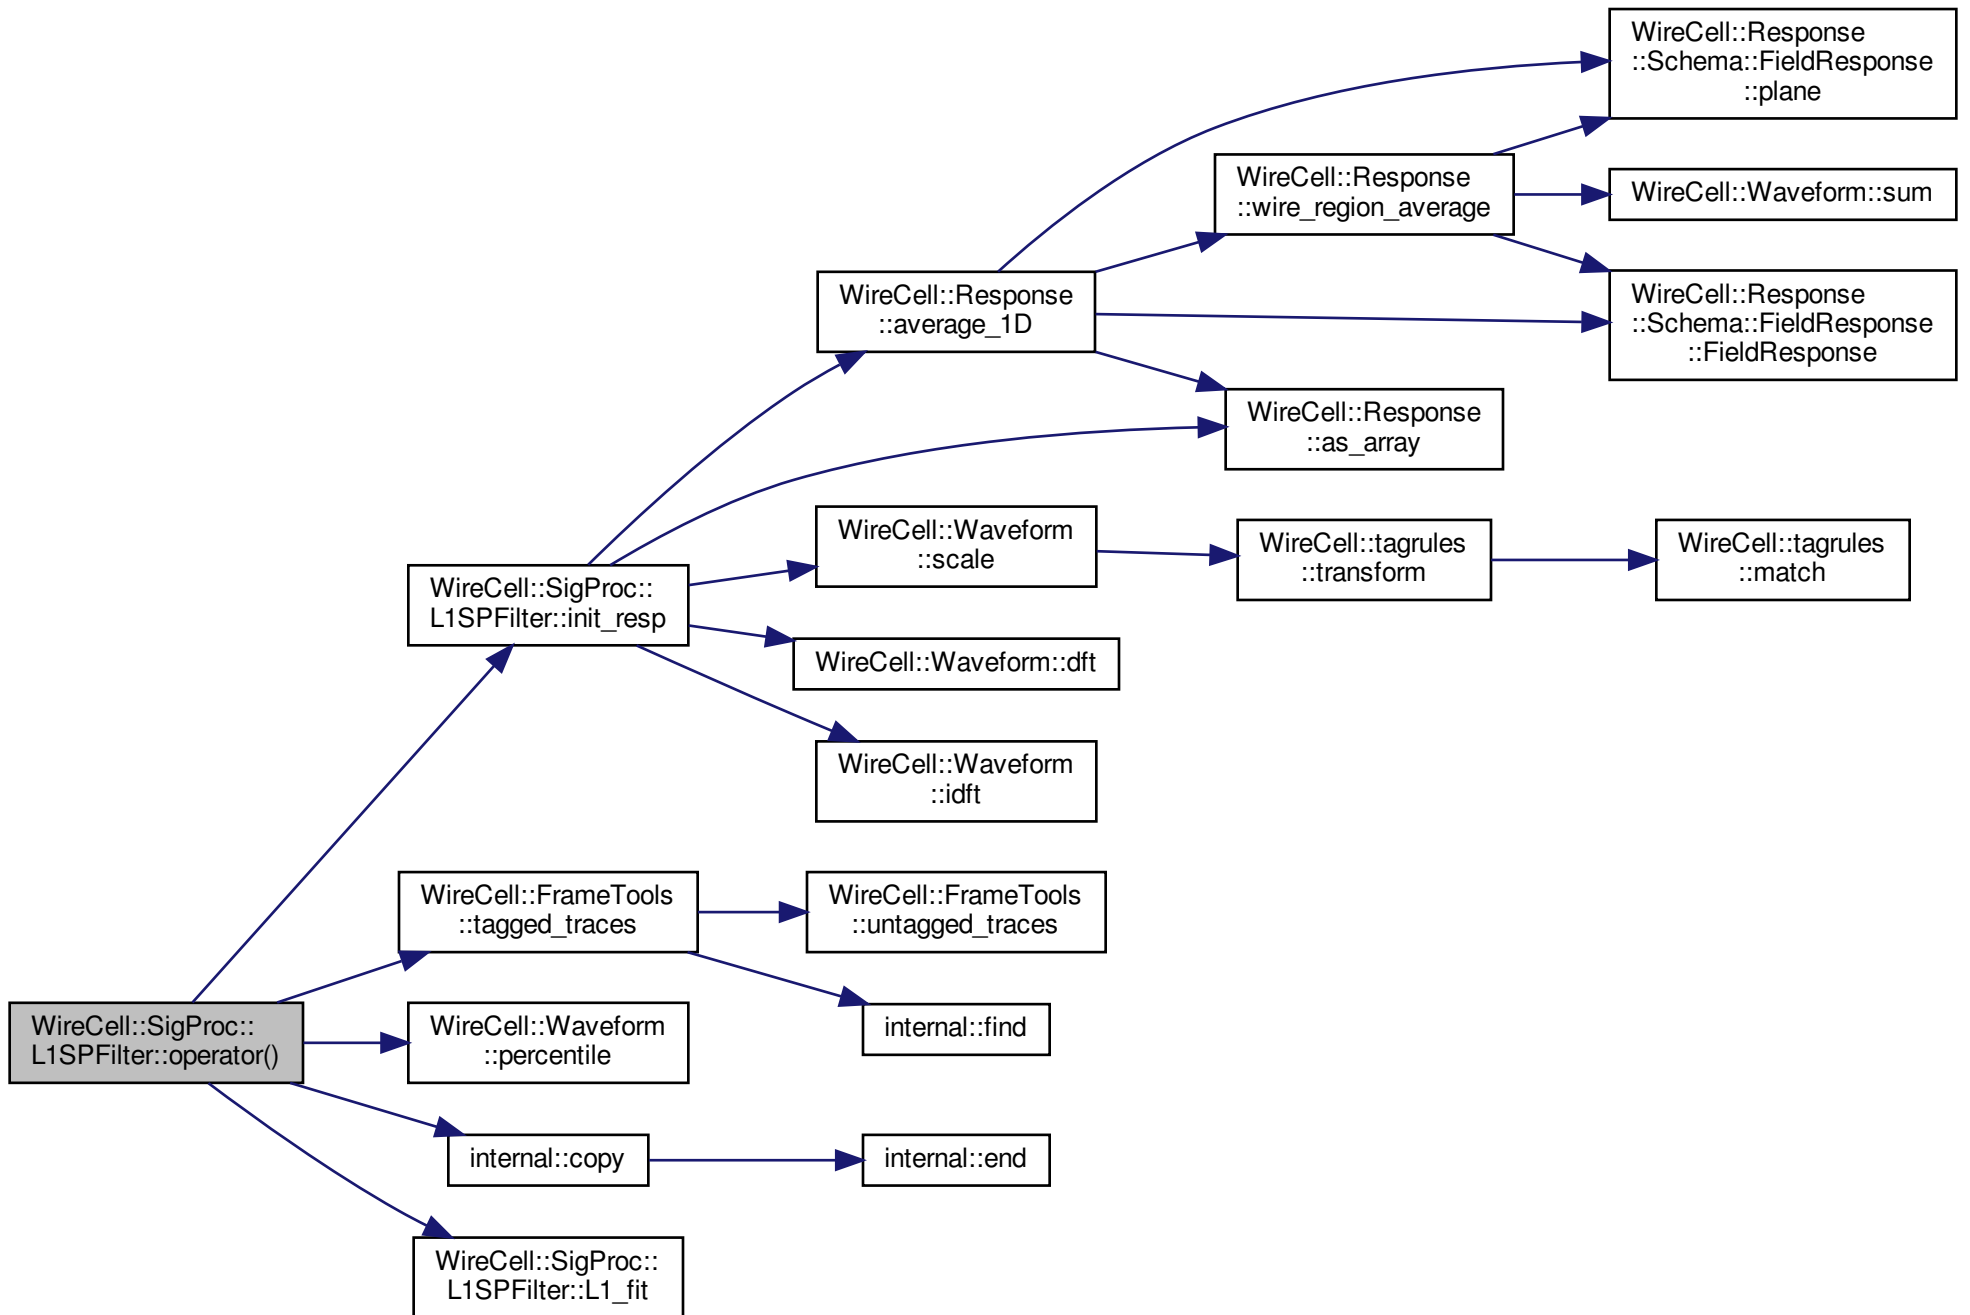 WireCell::Response
::Schema::FieldResponse
::plane
WireCell::Response
::wire_region_average
WireCell::Waveform::sum
WireCell::Response
::Schema::FieldResponse
::FieldResponse
WireCell::Response
::average_1D
WireCell::Response
::as_array
WireCell::Waveform
::scale
WireCell::tagrules
::transform
WireCell::tagrules
::match
WireCell::SigProc::
L1SPFilter::init_resp
WireCell::Waveform::dft
WireCell::Waveform
::idft
WireCell::FrameTools
::tagged_traces
WireCell::FrameTools
::untagged_traces
internal::find
WireCell::SigProc::
L1SPFilter::operator()
WireCell::Waveform
::percentile
internal::copy
internal::end
WireCell::SigProc::
L1SPFilter::L1_fit